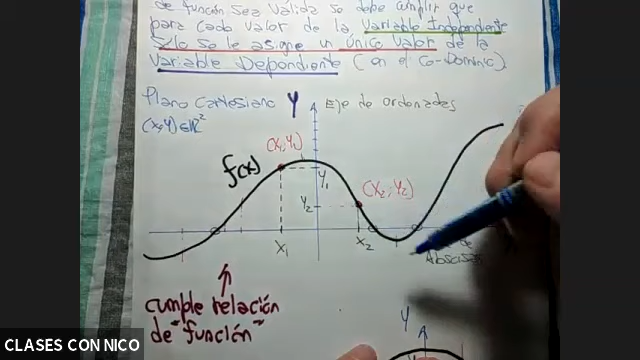 de función sea valida se debe cumplir que
para cada valor de la Variable Independiente
Sólo se le asigne un único valor de la
Variable Dependiente (en el Co-Dominio).
Plano Cartesiano Y Eje de ordenadas
(x,y) ∈ ℝ²
(x₁,y₁)
f(x)
y₁
(x₂,y₂)
y₂
x₁
x₂
de
Abscisas
cumple relación
de "función"
y
CLASES CON NICO